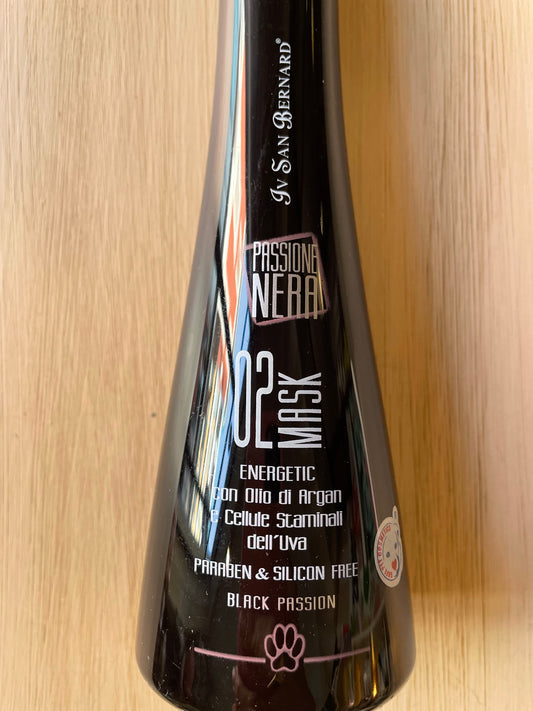 Iv San Bernard®
PASSIONE
NERA
02
MASK
ENERGETIC
con Olio di Argan
e Cellule Staminali
dell'Uva
PARABEN & SILICON FREE
BLACK PASSION